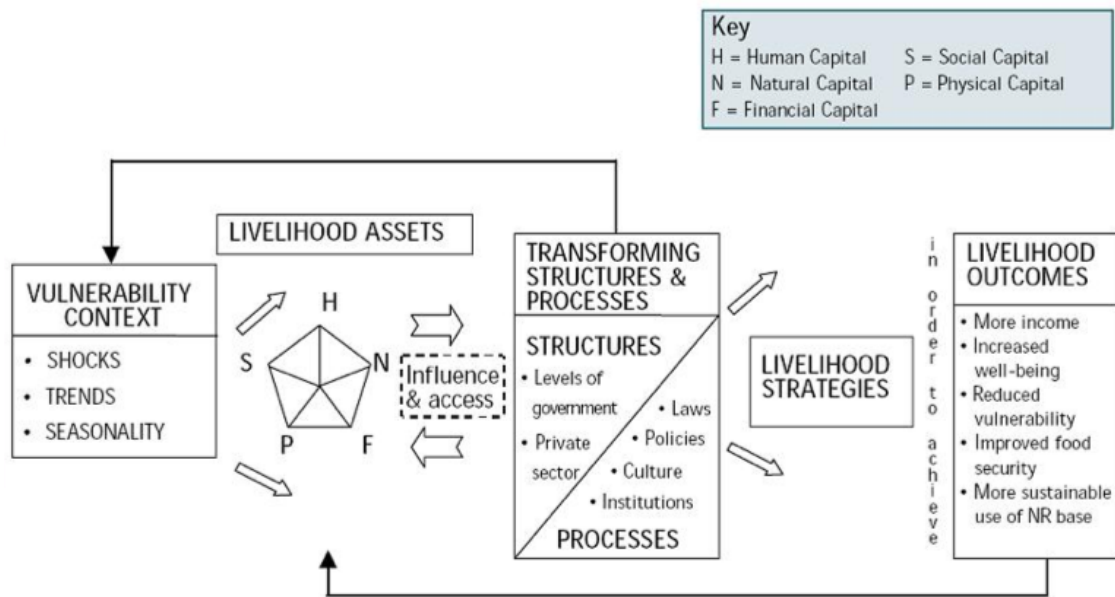 Key
H = Human Capital S = Social Capital
N = Natural Capital P = Physical Capital
F = Financial Capital
LIVELIHOOD ASSETS
VULNERABILITY
CONTEXT
• SHOCKS
• TRENDS
• SEASONALITY
H
S
N
P
F
Influence
& access
TRANSFORMING
STRUCTURES &
PROCESSES
STRUCTURES
• Levels of
government
• Private
sector
• Laws
• Policies
• Culture
• Institutions
PROCESSES
LIVELIHOOD
STRATEGIES
in order to achieve
LIVELIHOOD
OUTCOMES
• More income
• Increased
well-being
• Reduced
vulnerability
• Improved food
security
• More sustainable
use of NR base